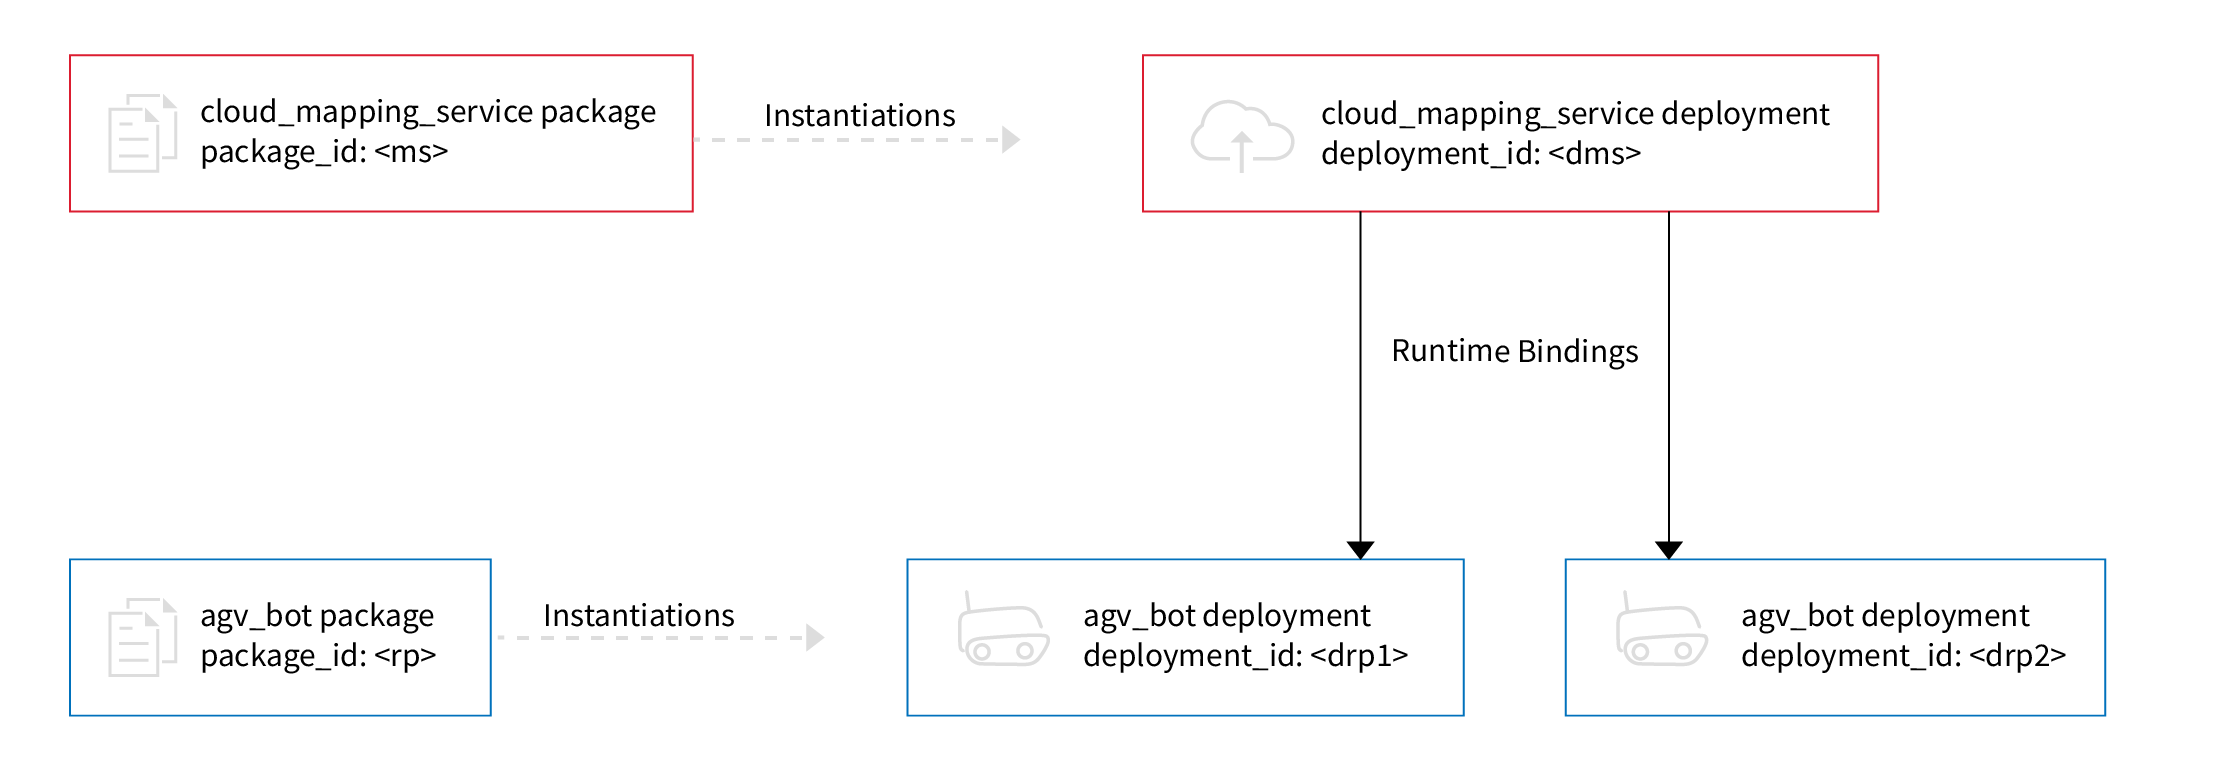 cloud_mapping_service package
package_id: <ms>
Instantiations
cloud_mapping_service deployment
deployment_id: <dms>
Runtime Bindings
agv_bot package
package_id: <rp>
Instantiations
agv_bot deployment
deployment_id: <drp1>
agv_bot deployment
deployment_id: <drp2>